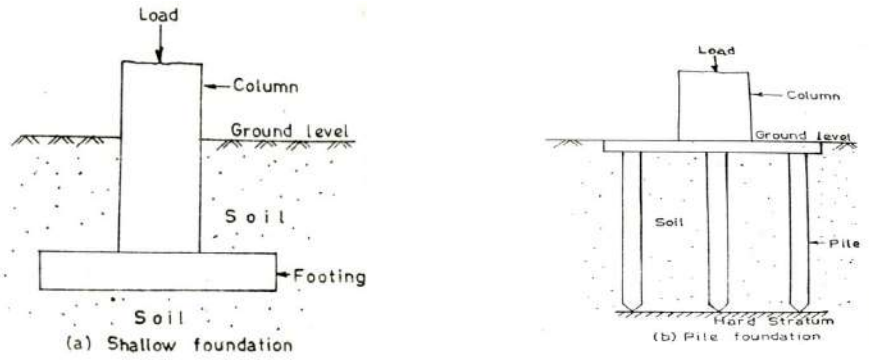 Load
Column
Ground level
Soil
Footing
Soil
(a) Shallow foundation
Load
Column
Ground level
Soil
Pile
Hard Stratum
(b) Pile foundation